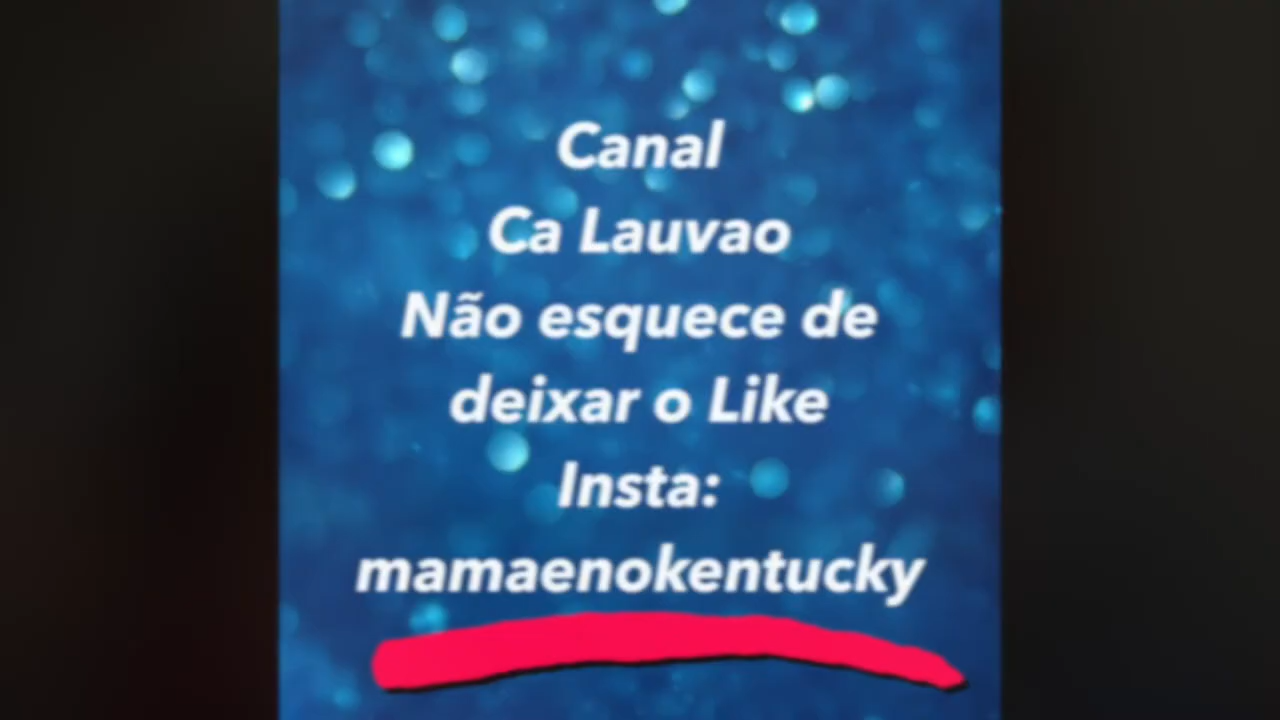 Canal
Ca Lauvao
Não esquece de
deixar o Like
Insta:
mamaenokentucky